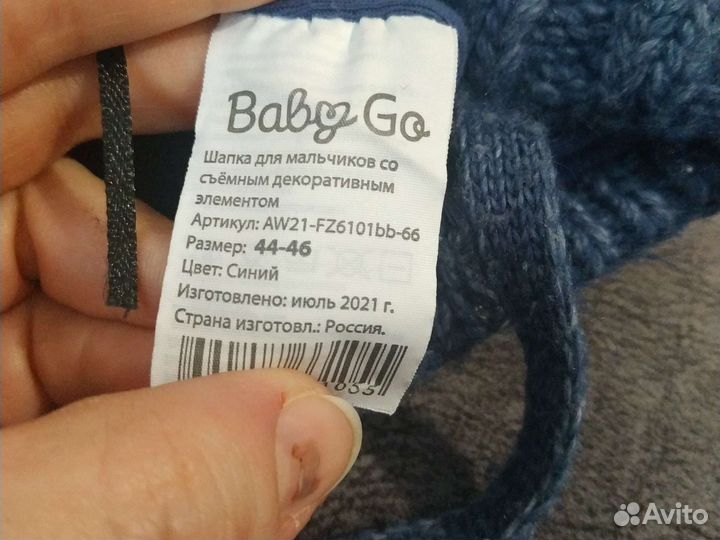 Baby Go
Шапка для мальчиков со
съёмным декоративным
элементом
Артикул: AW21-FZ6101bb-66
Размер: 44-46
Цвет: Синий
Изготовлено: июль 2021 г.
Страна изготовл.: Россия.
Avito